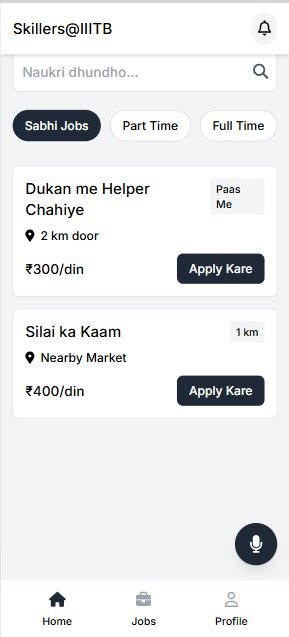 Skillers@IIITB
Naukri dhundho...
Sabhi Jobs
Part Time
Full Time
Dukan me Helper
Chahiye
Paas
Me
2 km door
₹300/din
Apply Kare
Silai ka Kaam
1 km
Nearby Market
₹400/din
Apply Kare
Home
Jobs
Profile